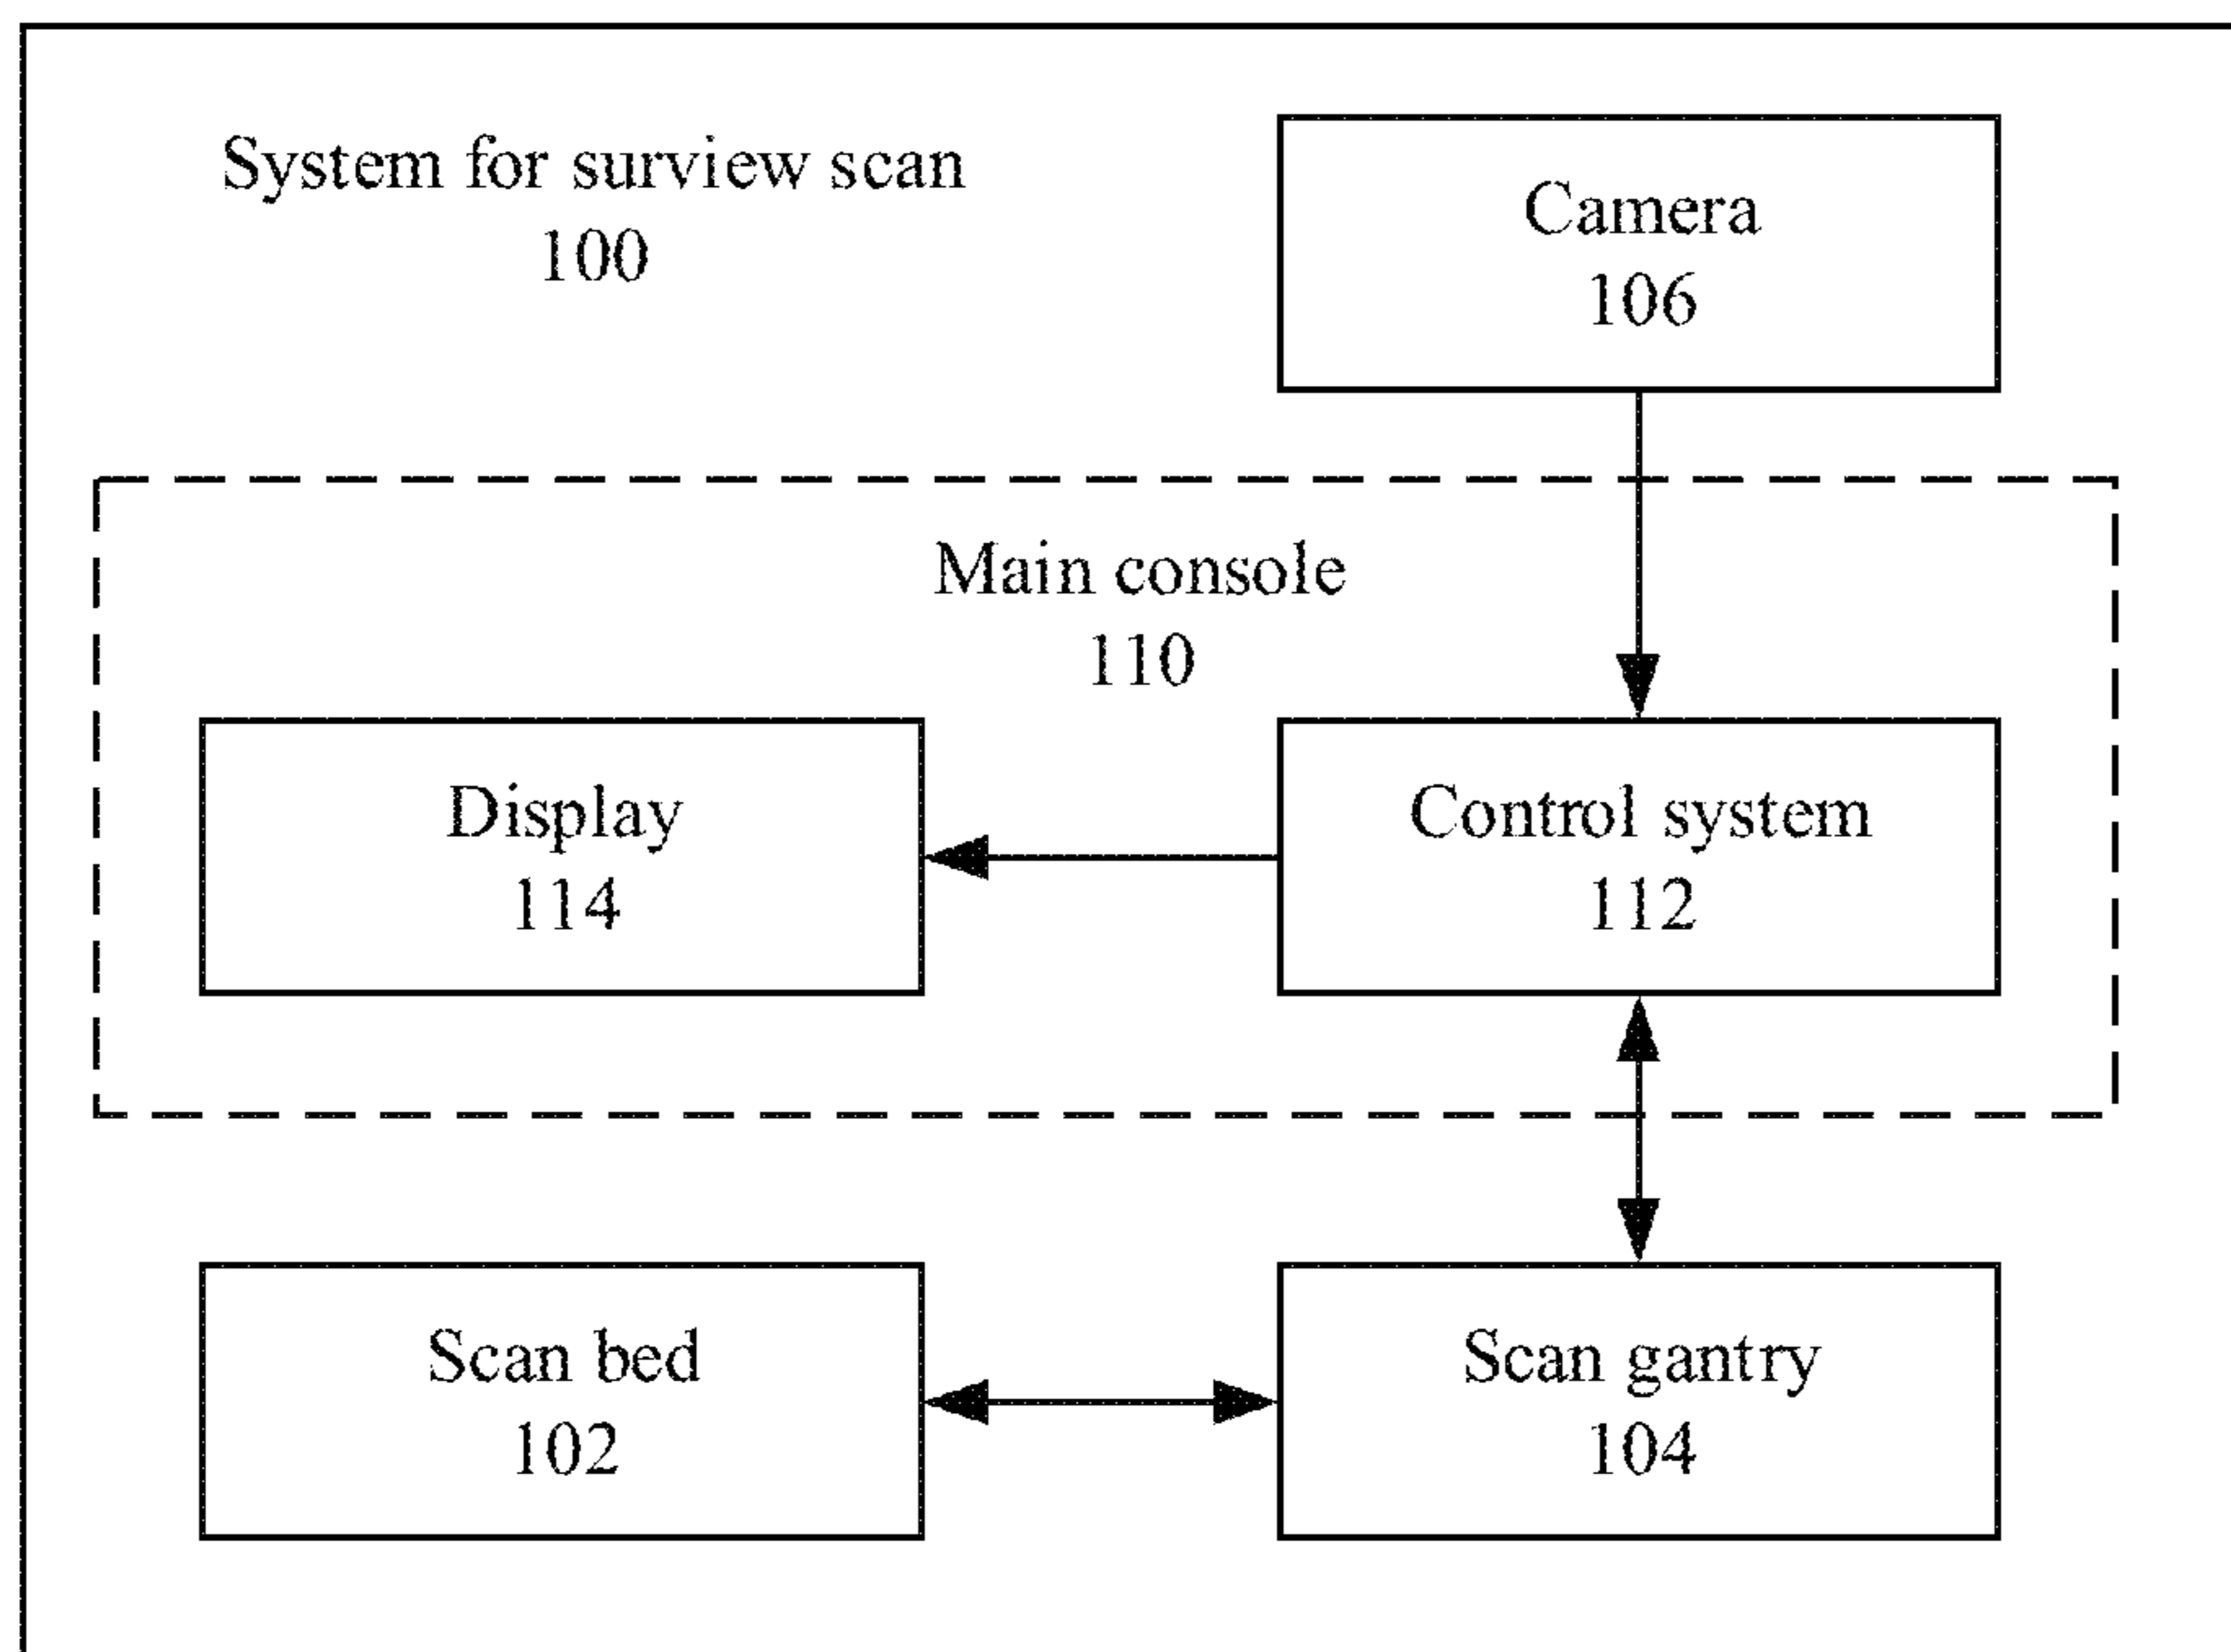 System for surview scan
100
Camera
106
Main console
110
Display
114
Control system
112
Scan bed
102
Scan gantry
104